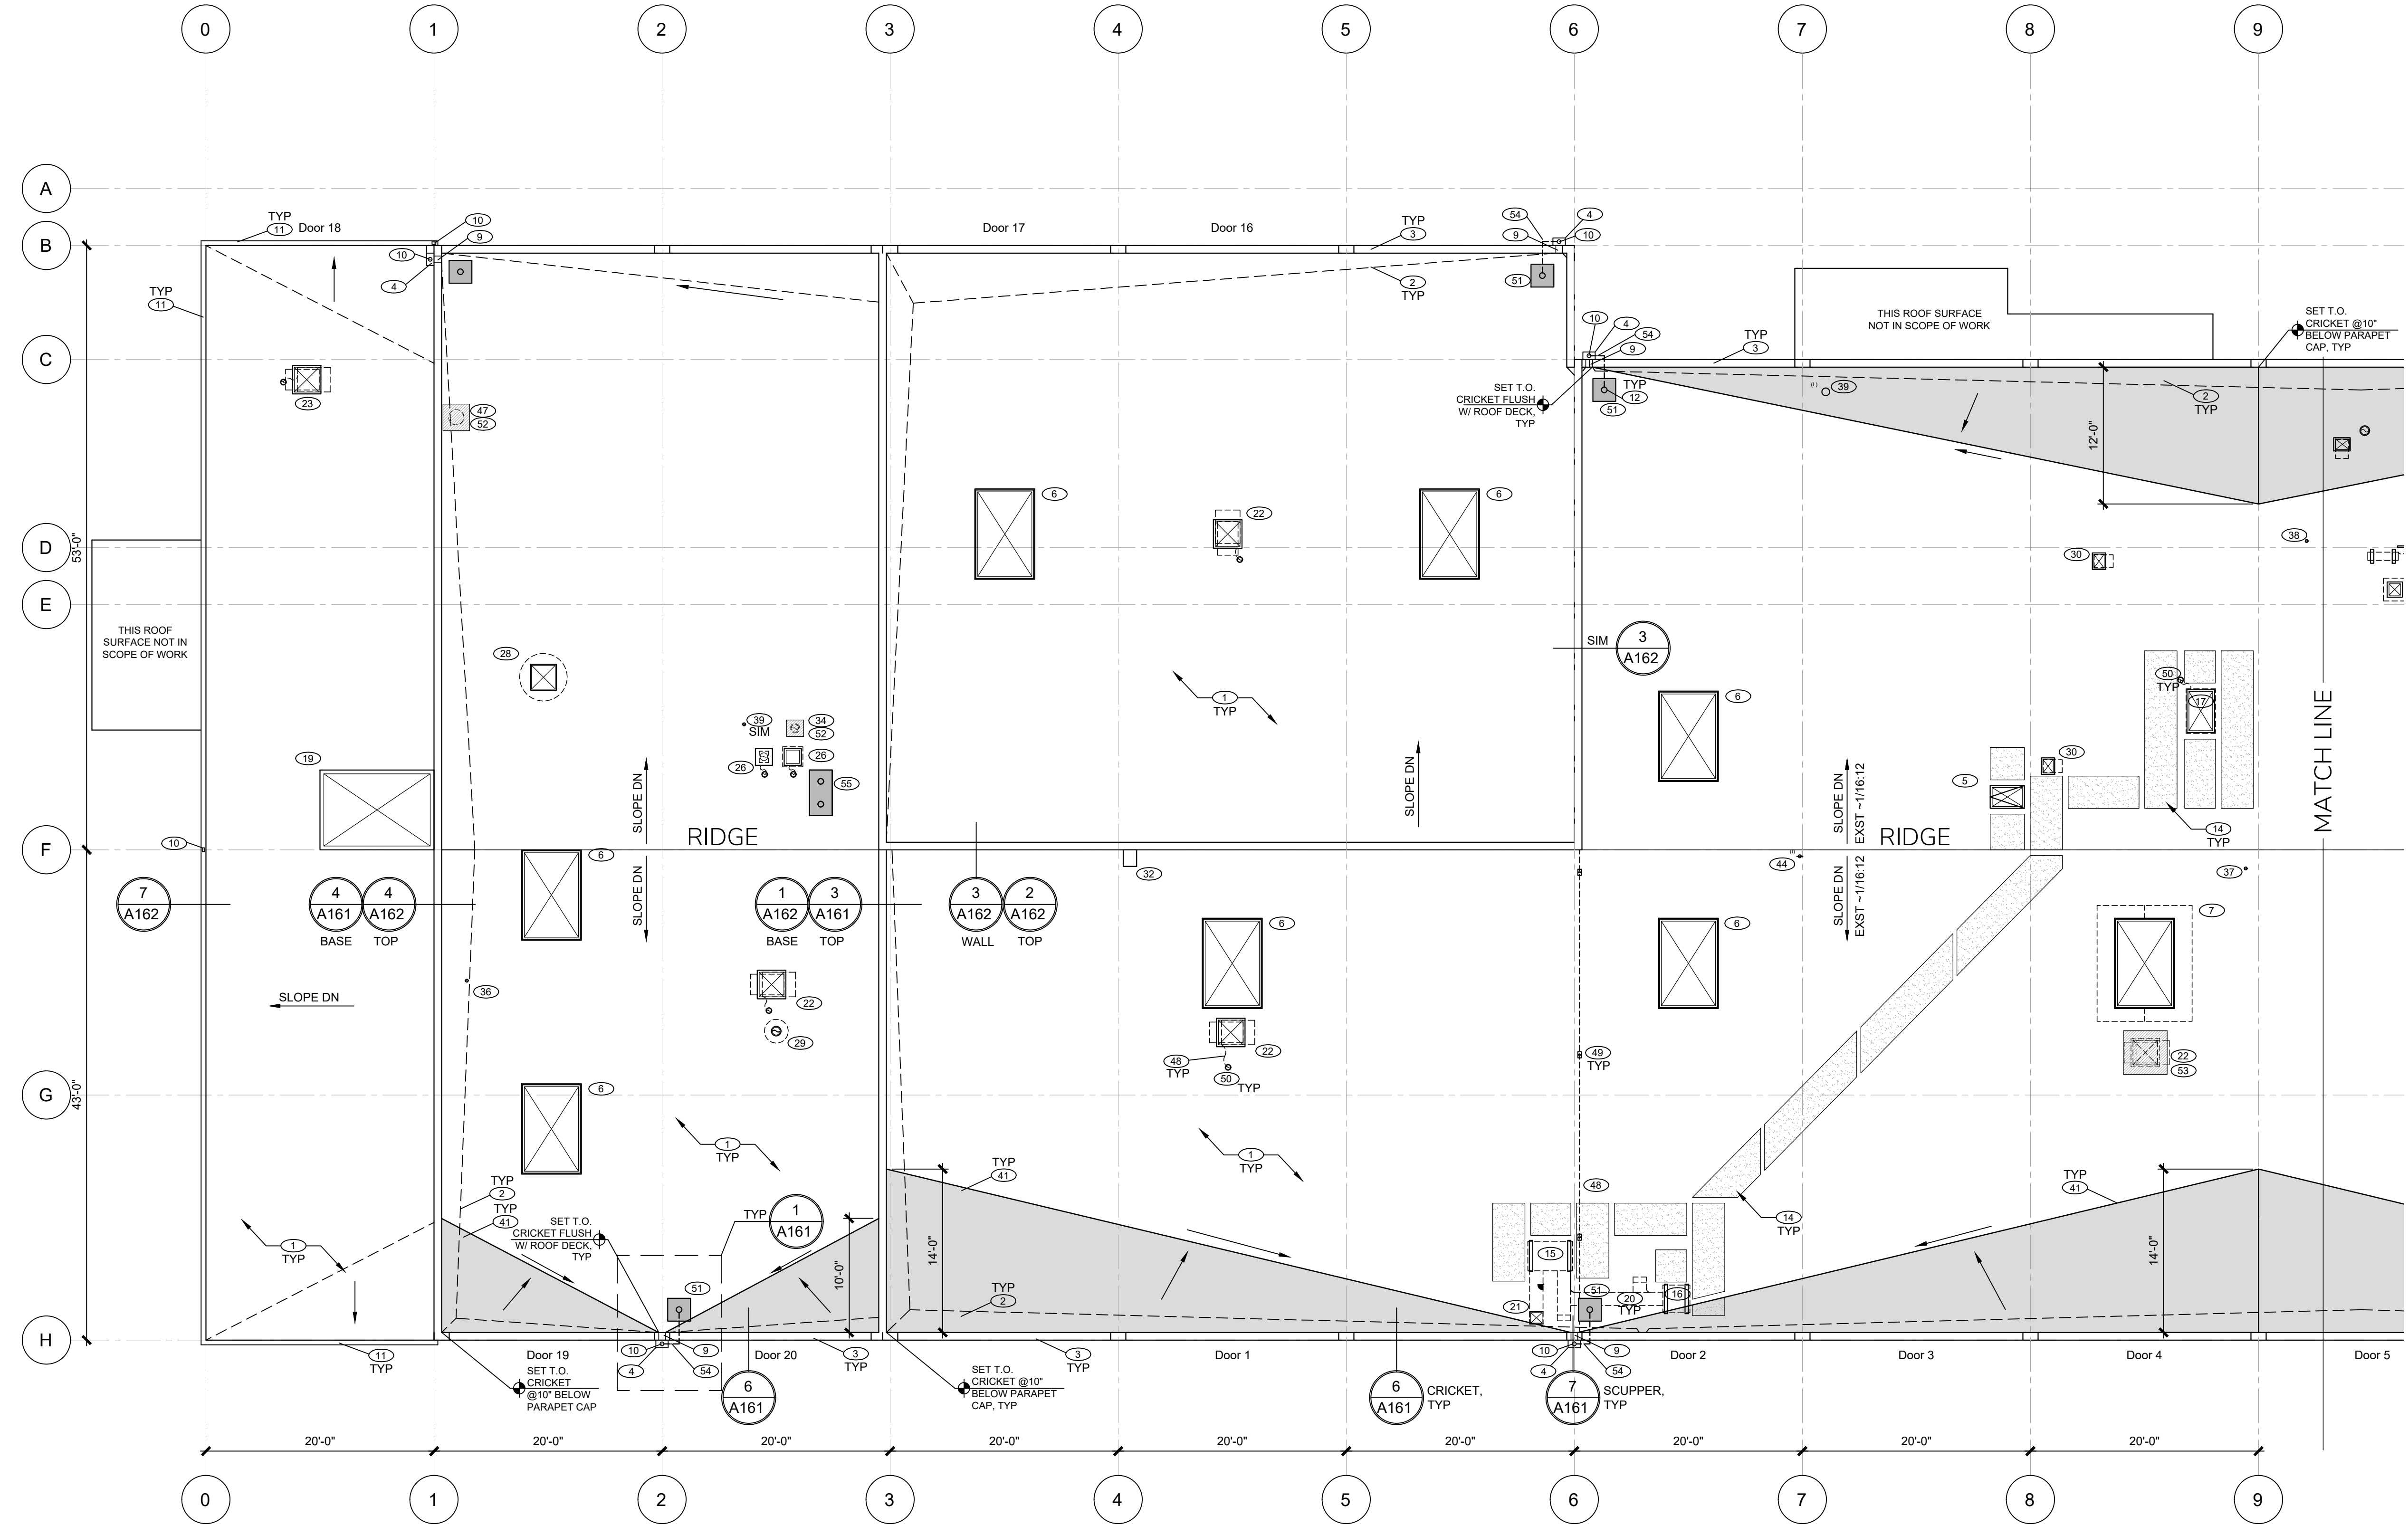 0 1 2 3 4 5 6 7 8 9
A
B
TYP
11
Door 18
10
9
10
4
TYP
11
Door 17
Door 16
TYP
3
2
TYP
54
4
9
10
51
10
4
54
9
TYP
12
51
SET T.O.
CRICKET FLUSH
W/ ROOF DECK,
TYP
TYP
3
THIS ROOF SURFACE
NOT IN SCOPE OF WORK
SET T.O.
CRICKET @10"
BELOW PARAPET
CAP, TYP
C
23
47
52
(L)
39
2
TYP
12'-0"
6
22
6
D
53'-0"
30
38
E
THIS ROOF
SURFACE NOT IN
SCOPE OF WORK
28
SIM
3
A162
1
TYP
6
50
TYP
17
39
SIM
34
52
26
26
55
19
SLOPE DN
RIDGE
SLOPE DN
SLOPE DN
EXST ~1/16:12
RIDGE
5
30
14
TYP
MATCH LINE
F
10
6
SLOPE DN
32
44
SLOPE DN
EXST ~1/16:12
37
7
A162
4
A161
BASE
4
A162
TOP
1
A162
BASE
3
A161
TOP
3
A162
WALL
2
A162
TOP
6
6
7
SLOPE DN
36
22
29
48
TYP
22
50
TYP
49
TYP
22
53
G
43'-0"
6
1
TYP
1
TYP
TYP
2
TYP
41
SET T.O.
CRICKET FLUSH
W/ ROOF DECK,
TYP
TYP
1
A161
TYP
41
48
14
TYP
TYP
41
1
TYP
10'-0"
14'-0"
14'-0"
51
TYP
2
15
21
51
20
TYP
16
H
11
TYP
Door 19
10
9
4
54
Door 20
3
TYP
3
TYP
Door 1
10
9
4
54
Door 2
Door 3
Door 4
Door 5
SET T.O.
CRICKET
@10" BELOW
PARAPET CAP
6
A161
SET T.O.
CRICKET @10"
BELOW PARAPET
CAP, TYP
6
A161
CRICKET,
TYP
7
A161
SCUPPER,
TYP
20'-0" 20'-0" 20'-0" 20'-0" 20'-0" 20'-0" 20'-0" 20'-0" 20'-0"
0 1 2 3 4 5 6 7 8 9